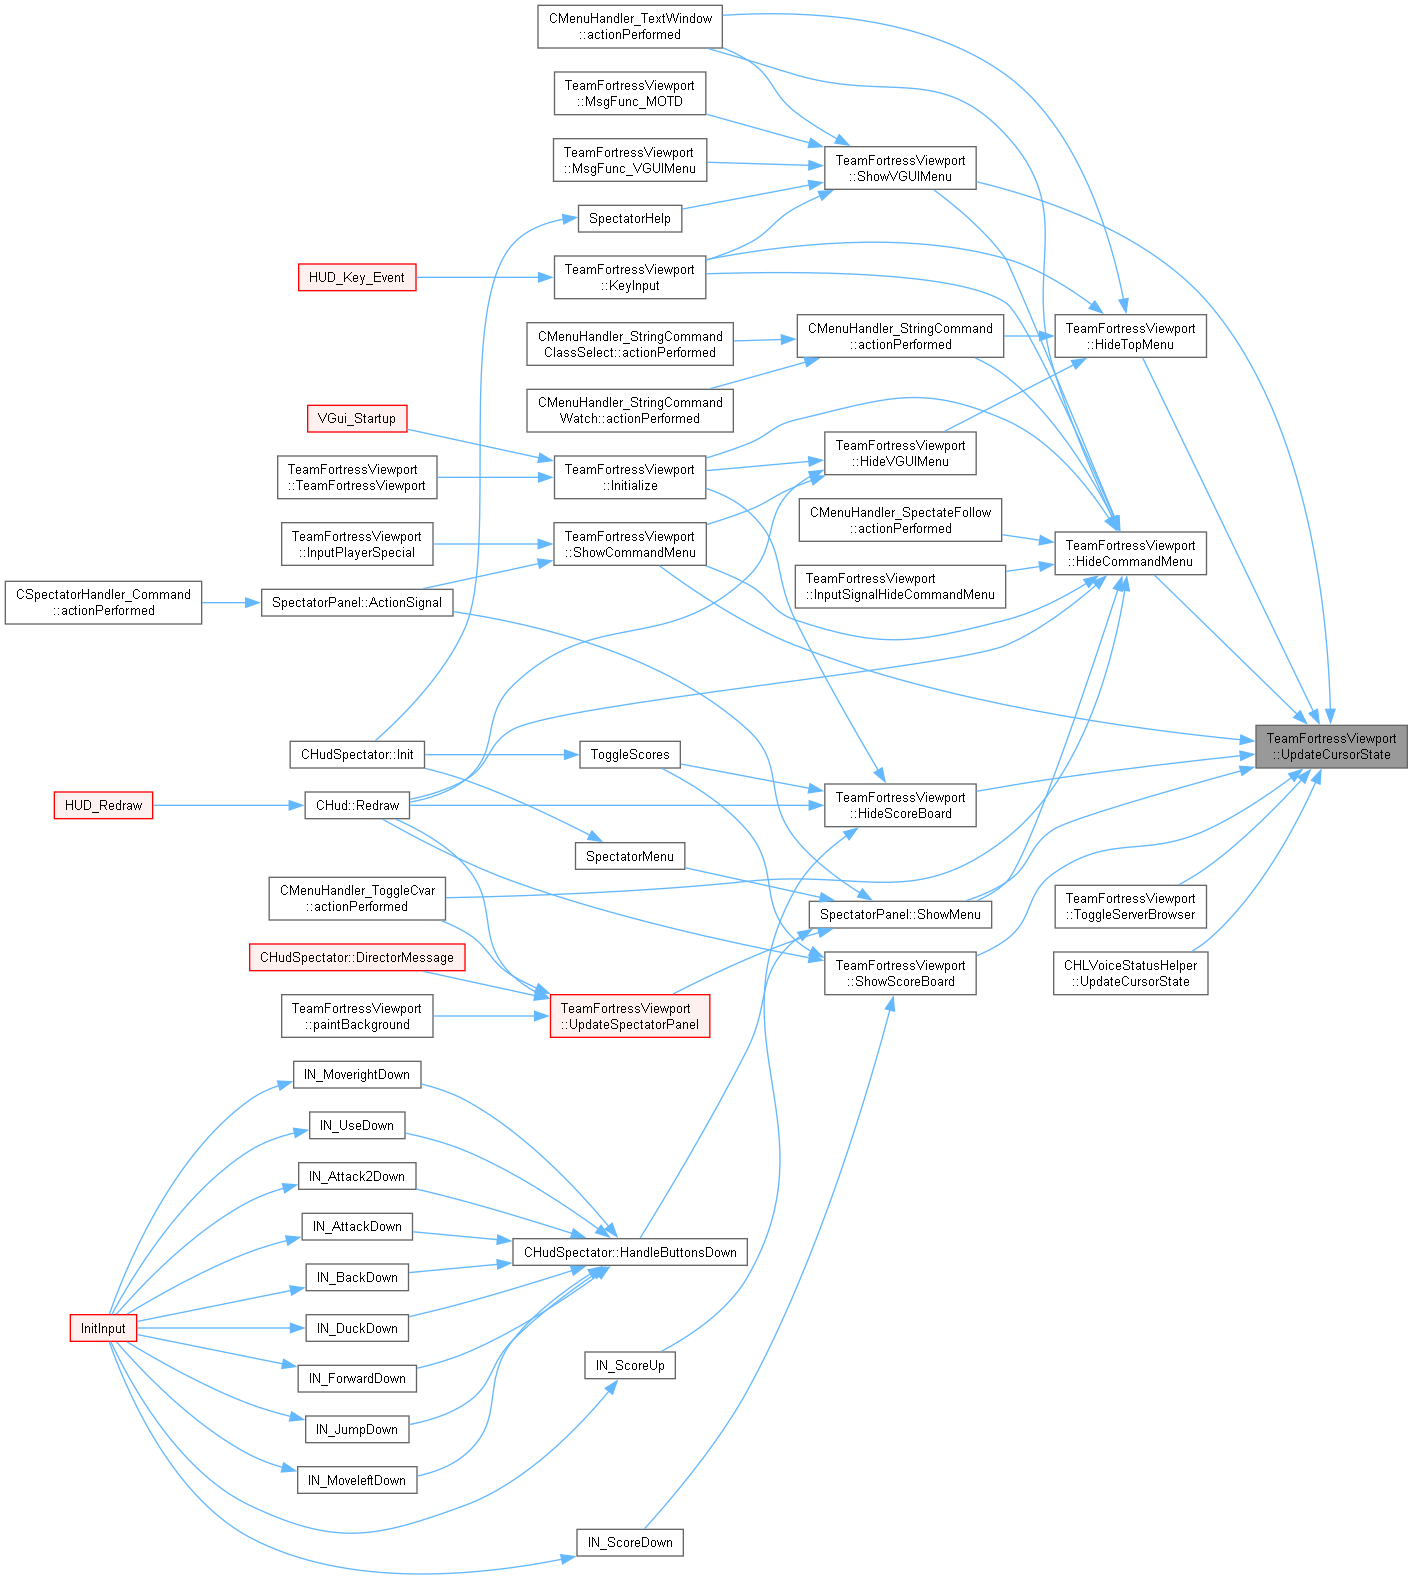 CMenuHandler_TextWindow
::actionPerformed
TeamFortressViewport
::MsgFunc_MOTD
TeamFortressViewport
::MsgFunc_VGUIMenu
TeamFortressViewport
::ShowVGUIMenu
SpectatorHelp
HUD_Key_Event
TeamFortressViewport
::KeyInput
CMenuHandler_StringCommand
ClassSelect::actionPerformed
CMenuHandler_StringCommand
::actionPerformed
TeamFortressViewport
::HideTopMenu
CMenuHandler_StringCommand
Watch::actionPerformed
VGui_Startup
TeamFortressViewport
::HideVGUIMenu
TeamFortressViewport
::TeamFortressViewport
TeamFortressViewport
::Initialize
CMenuHandler_SpectateFollow
::actionPerformed
TeamFortressViewport
::InputPlayerSpecial
TeamFortressViewport
::ShowCommandMenu
TeamFortressViewport
::HideCommandMenu
TeamFortressViewport
::InputSignalHideCommandMenu
CSpectatorHandler_Command
::actionPerformed
SpectatorPanel::ActionSignal
TeamFortressViewport
::UpdateCursorState
CHudSpectator::Init
ToggleScores
HUD_Redraw
CHud::Redraw
TeamFortressViewport
::HideScoreBoard
SpectatorMenu
CMenuHandler_ToggleCvar
::actionPerformed
SpectatorPanel::ShowMenu
TeamFortressViewport
::ToggleServerBrowser
CHudSpectator::DirectorMessage
TeamFortressViewport
::ShowScoreBoard
CHLVoiceStatusHelper
::UpdateCursorState
TeamFortressViewport
::paintBackground
TeamFortressViewport
::UpdateSpectatorPanel
IN_MoverightDown
IN_UseDown
IN_Attack2Down
IN_AttackDown
CHudSpectator::HandleButtonsDown
IN_BackDown
InitInput
IN_DuckDown
IN_ForwardDown
IN_ScoreUp
IN_JumpDown
IN_MoveleftDown
IN_ScoreDown